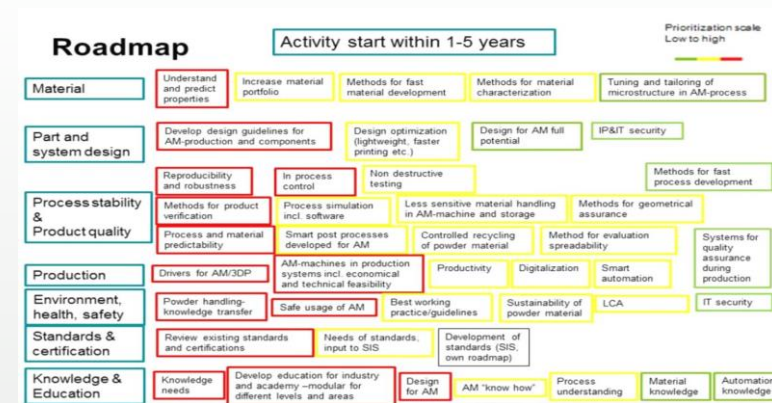 Roadmap
Activity start within 1-5 years
Prioritization scale
Low to high
Material
Understand
and predict
properties
Increase material
portfolio
Methods for fast
material development
Methods for material
characterization
Tuning and tailoring of
microstructure in AM-process
Part and
system design
Develop design guidelines for
AM-production and components
Design optimization
(lightweight, faster
printing etc.)
Design for AM full
potential
IP&IT security
Process stability
&
Product quality
Reproducibility
and robustness
In process
control
Non destructive
testing
Methods for fast
process development
Methods for product
verification
Process simulation
incl. software
Less sensitive material handling
in AM-machine and storage
Methods for geometrical
assurance
Process and material
predictability
Smart post processes
developed for AM
Controlled recycling
of powder material
Method for evaluation
spreadability
Systems for
quality
assurance
during
production
Production
Drivers for AM/3DP
AM-machines in production
systems incl. economical
and technical feasibility
Productivity
Digitalization
Smart
automation
Environment,
health, safety
Powder handling-
knowledge transfer
Safe usage of AM
Best working
practice/guidelines
Sustainability of
powder material
LCA
IT security
Standards &
certification
Review existing standards
and certifications
Needs of standards,
input to SIS
Development of
standards (SIS,
own roadmap)
Knowledge &
Education
Knowledge
needs
Develop education for industry
and academy –modular for
different levels and areas
Design
for AM
AM "know how"
Process
understanding
Material
knowledge
Automation
knowledge